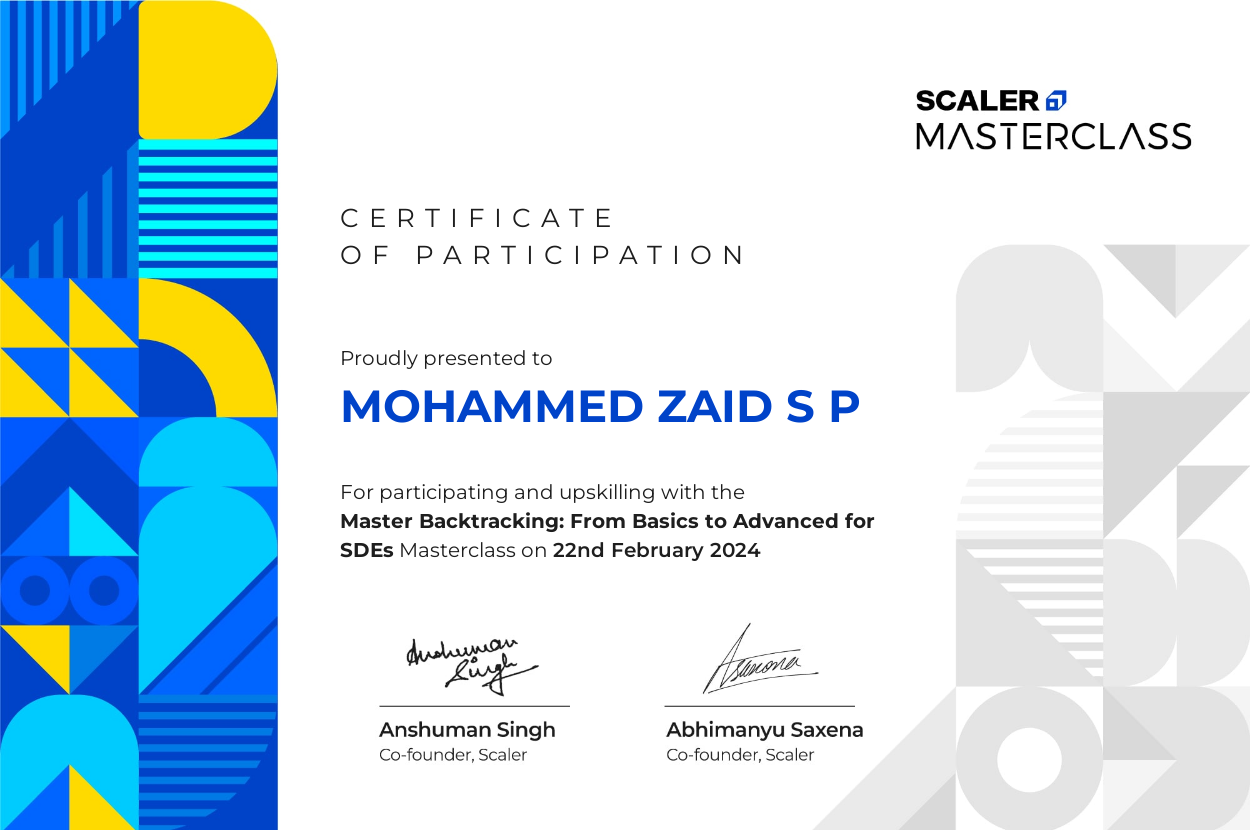 SCALER
MASTERCLASS
CERTIFICATE
OF PARTICIPATION
Proudly presented to
MOHAMMED ZAID S P
For participating and upskilling with the
Master Backtracking: From Basics to Advanced for
SDEs Masterclass on 22nd February 2024
Anshuman
Singh
Asaxena
Anshuman Singh
Abhimanyu Saxena
Co-founder, Scaler
Co-founder, Scaler